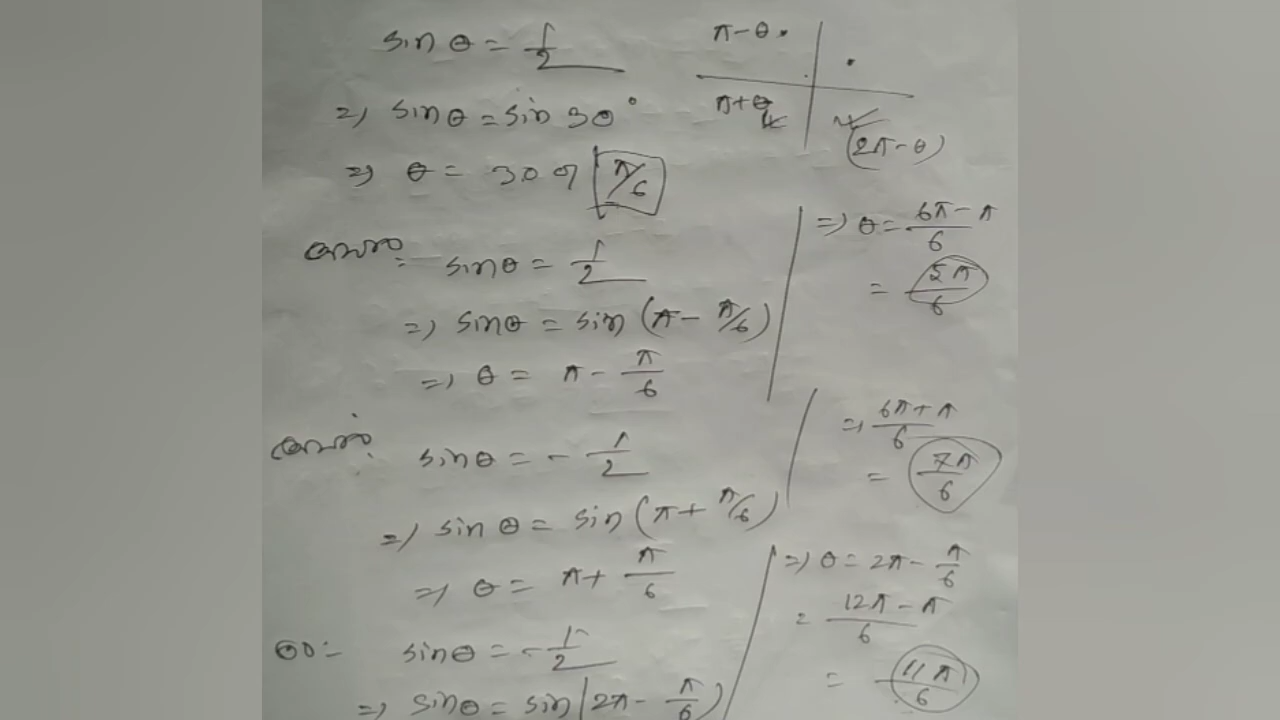 sin θ = 1/2
π - θ
⇒ sin θ = sin 30°
π + θ
(2π - θ)
⇒ θ = 30°, π/6
sin θ = 1/2
⇒ sin θ = sin (π - π/6)
⇒ θ = π - π/6
⇒ θ = (6π - π)/6
= 5π/6
sin θ = - 1/2
⇒ sin θ = sin (π + π/6)
⇒ θ = π + π/6
⇒ (6π + π)/6
= 7π/6
sin θ = - 1/2
⇒ sin θ = sin (2π - π/6)
⇒ θ = 2π - π/6
= (12π - π)/6
= 11π/6